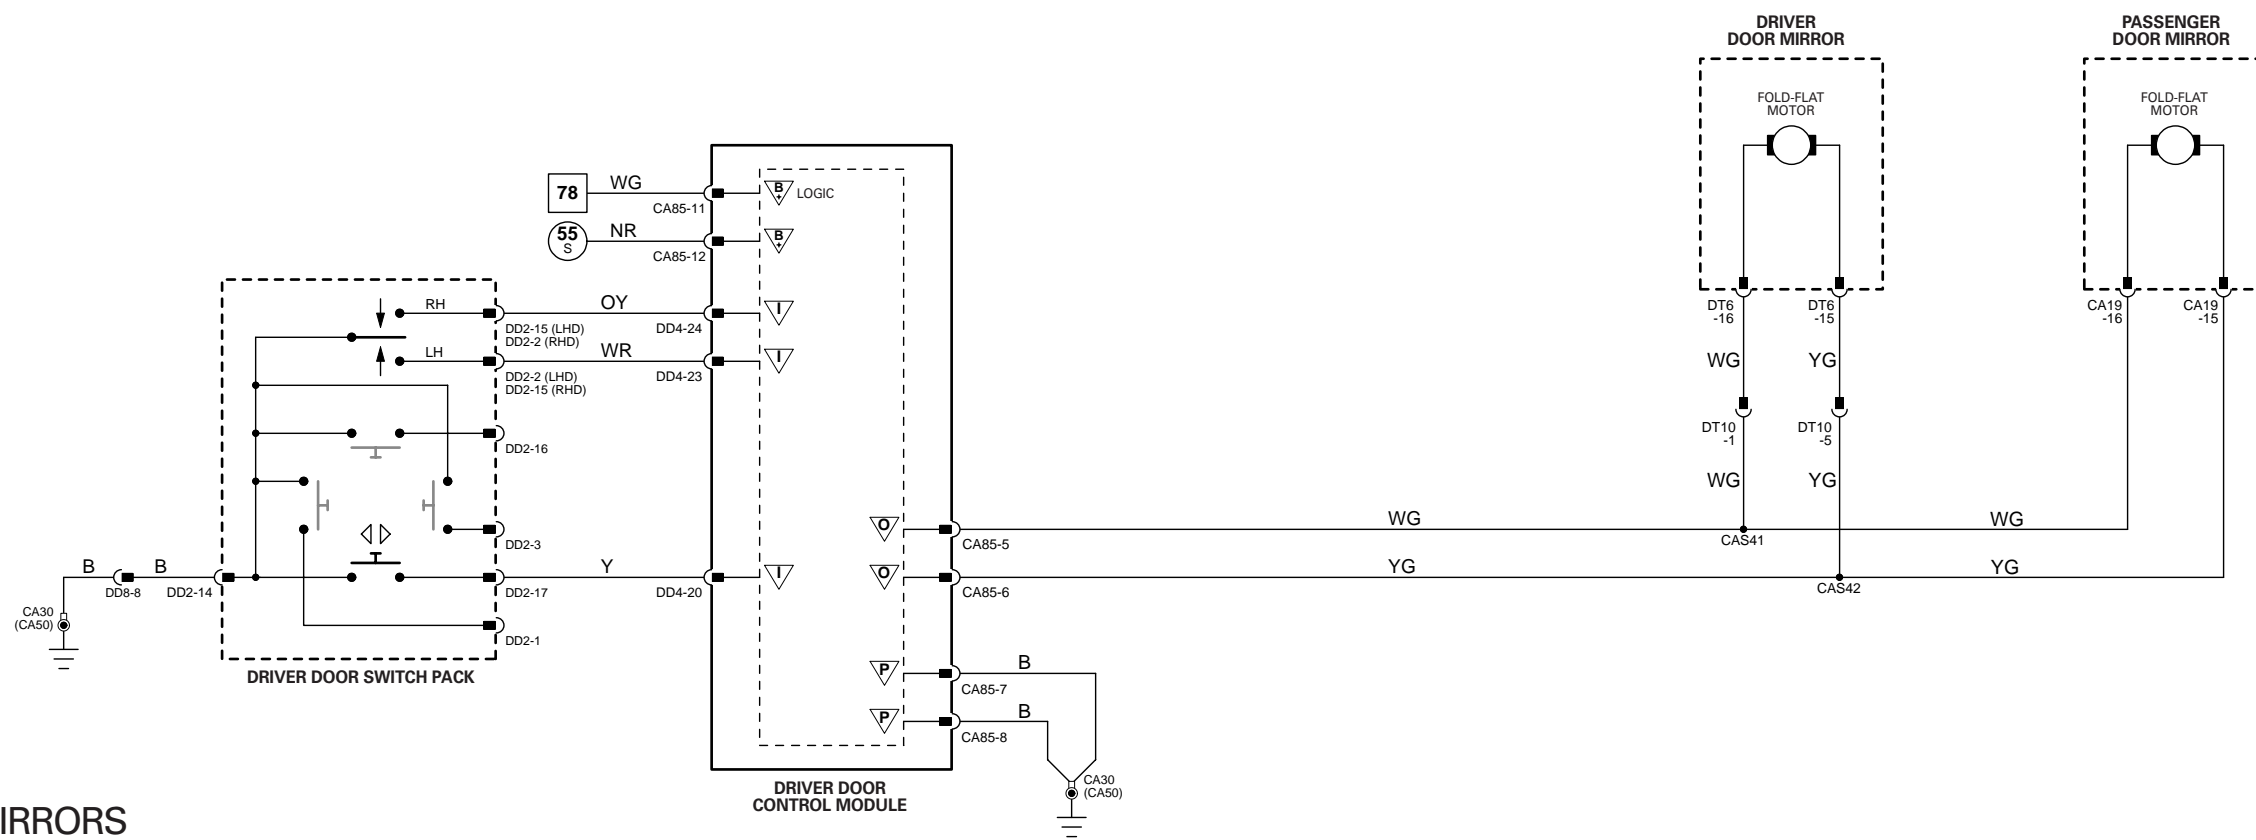 DRIVER
DOOR MIRROR
PASSENGER
DOOR MIRROR
FOLD-FLAT
MOTOR
FOLD-FLAT
MOTOR
78
WG
CA85-11
B
+
LOGIC
55
S
NR
CA85-12
B
+
RH
OY
DD2-15 (LHD)
DD2-2 (RHD)
DD4-24
I
LH
WR
DD2-2 (LHD)
DD2-15 (RHD)
DD4-23
I
DT6
-16
DT6
-15
CA19
-16
CA19
-15
WG
YG
DT10
-1
DT10
-5
WG
YG
DD2-16
DD2-3
O
CA85-5
WG
CAS41
WG
B
DD8-8
B
DD2-14
DD2-17
Y
DD4-20
I
O
CA85-6
YG
CAS42
YG
CA30
(CA50)
DD2-1
DRIVER DOOR SWITCH PACK
P
CA85-7
B
P
CA85-8
B
CA30
(CA50)
DRIVER DOOR
CONTROL MODULE
IRRORS